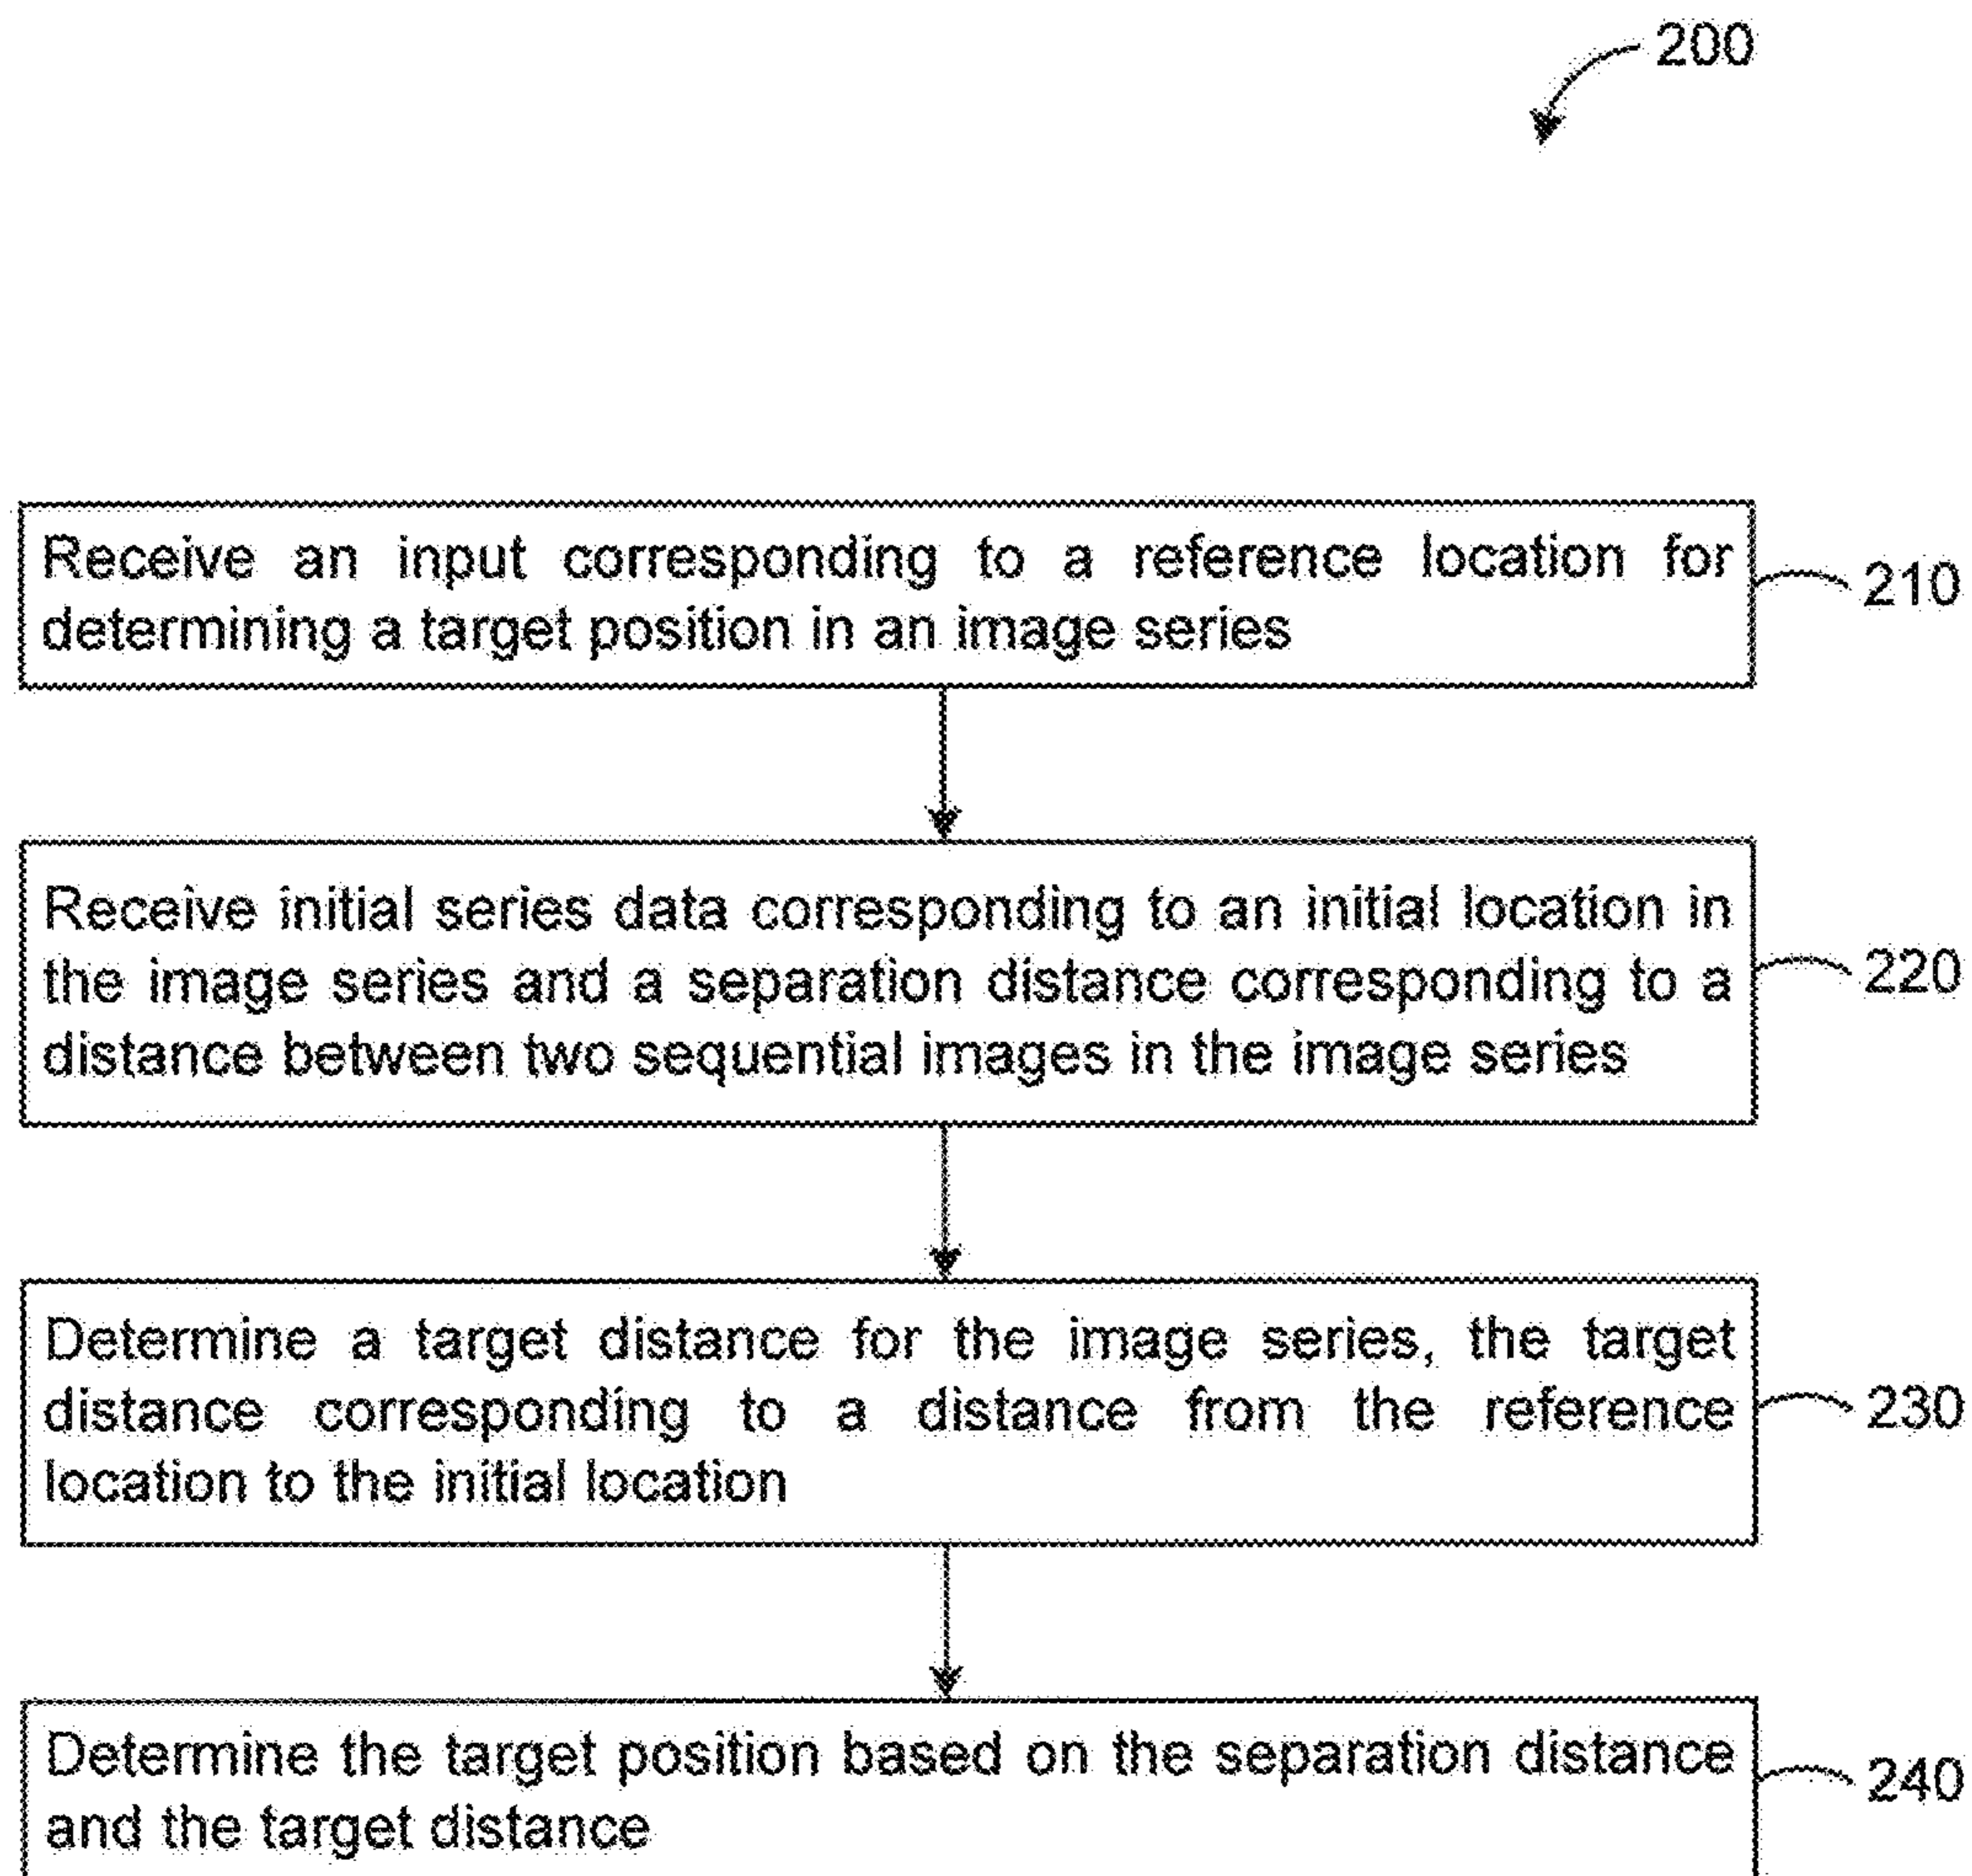 200
Receive an input corresponding to a reference location for
determining a target position in an image series
210
Receive initial series data corresponding to an initial location in
the image series and a separation distance corresponding to a
distance between two sequential images in the image series
220
Determine a target distance for the image series, the target
distance corresponding to a distance from the reference
location to the initial location
230
Determine the target position based on the separation distance
and the target distance
240